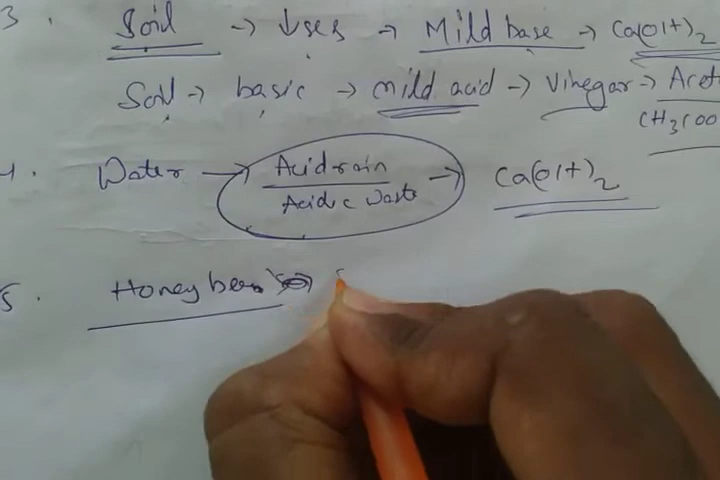 3. Soil → Uses → Mild base → Ca(OH)2
Soil → basic → mild acid → Vinegar → Acet
CH3COO
4. Water → Acid rain → Ca(OH)2
Acidic waste
5. Honey bee